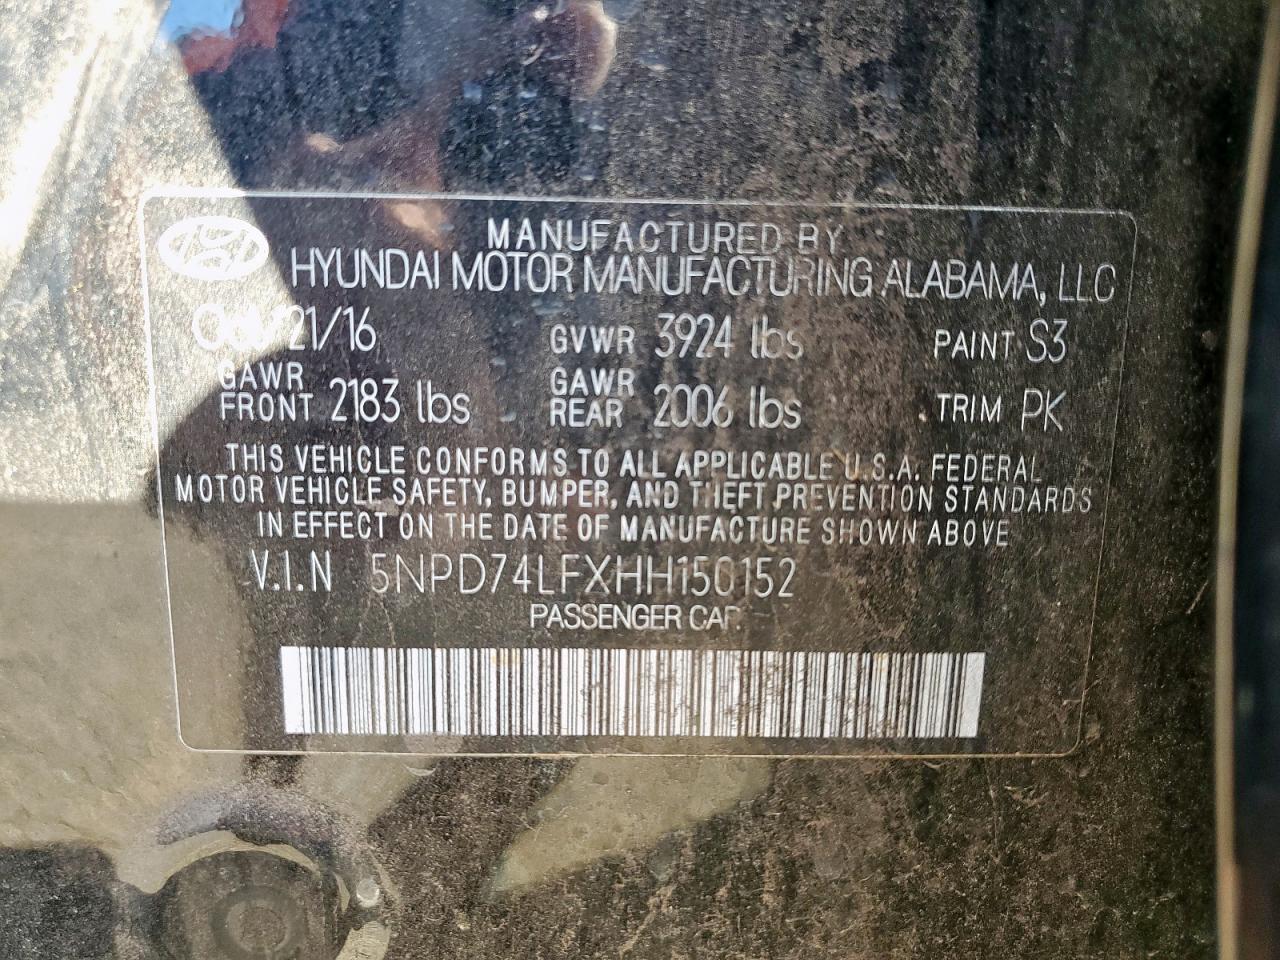 MANUFACTURED BY
HYUNDAI MOTOR MANUFACTURING ALABAMA, LLC
21/16 GVWR 3924 lbs PAINT S3
GAWR FRONT 2183 lbs GAWR REAR 2006 lbs TRIM PK
THIS VEHICLE CONFORMS TO ALL APPLICABLE U.S.A. FEDERAL
MOTOR VEHICLE SAFETY, BUMPER, AND THEFT PREVENTION STANDARDS
IN EFFECT ON THE DATE OF MANUFACTURE SHOWN ABOVE
V.I.N 5NPD74LFXHH150152
PASSENGER CAR